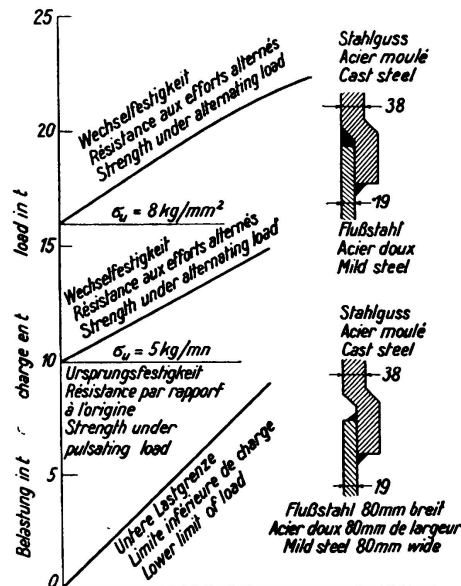 25
20
15
10
5
0
Belastung in t charge en t load in t
Wechselfestigkeit
Résistance aux efforts alternés
Strength under alternating load
σu = 8 kg/mm²
Wechselfestigkeit
Résistance aux efforts alternés
Strength under alternating load
σu = 5 kg/mn
Ursprungsfestigkeit
Résistance par rapport
à l'origine
Strength under
pulsating load
Untere Lastgrenze
Limite inférieure de charge
Lower limit of load
Stahlguss
Acier moulé
Cast steel
38
19
Flußstahl
Acier doux
Mild steel
Stahlguss
Acier moulé
Cast steel
38
19
Flußstahl 80mm breit
Acier doux 80mm de largeur
Mild steel 80mm wide